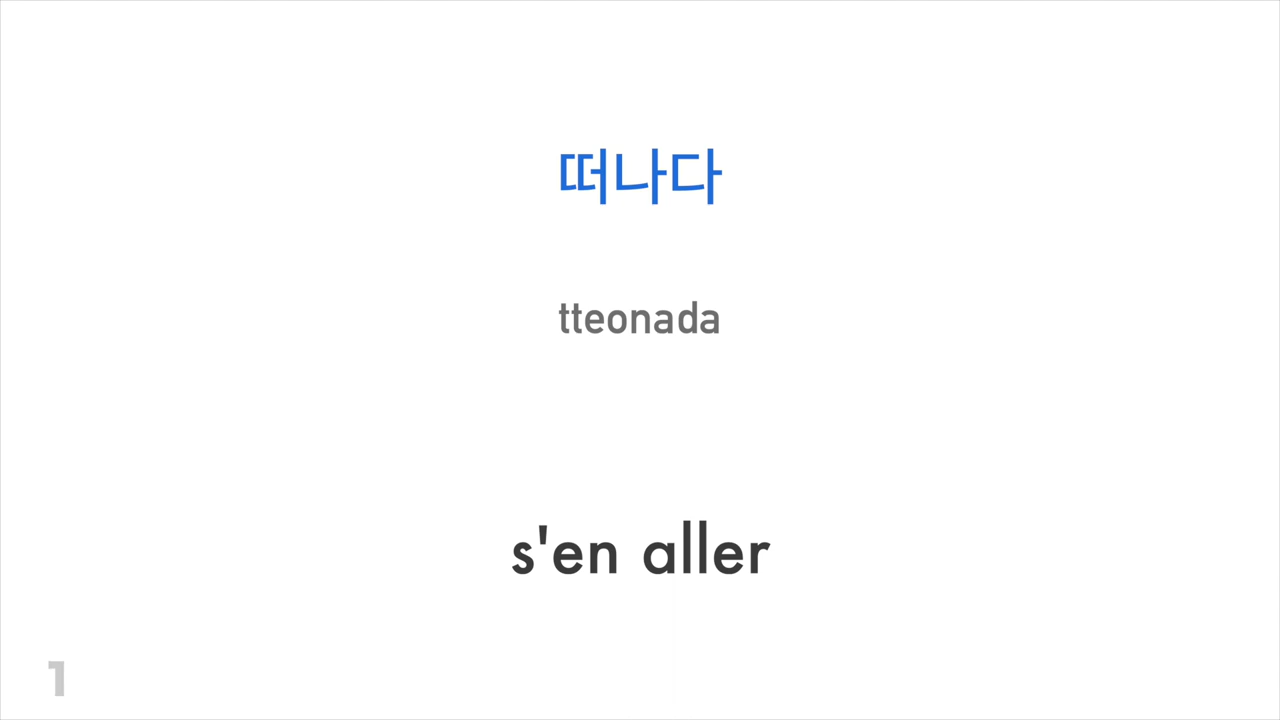 떠나다
tteonada
s'en aller
1